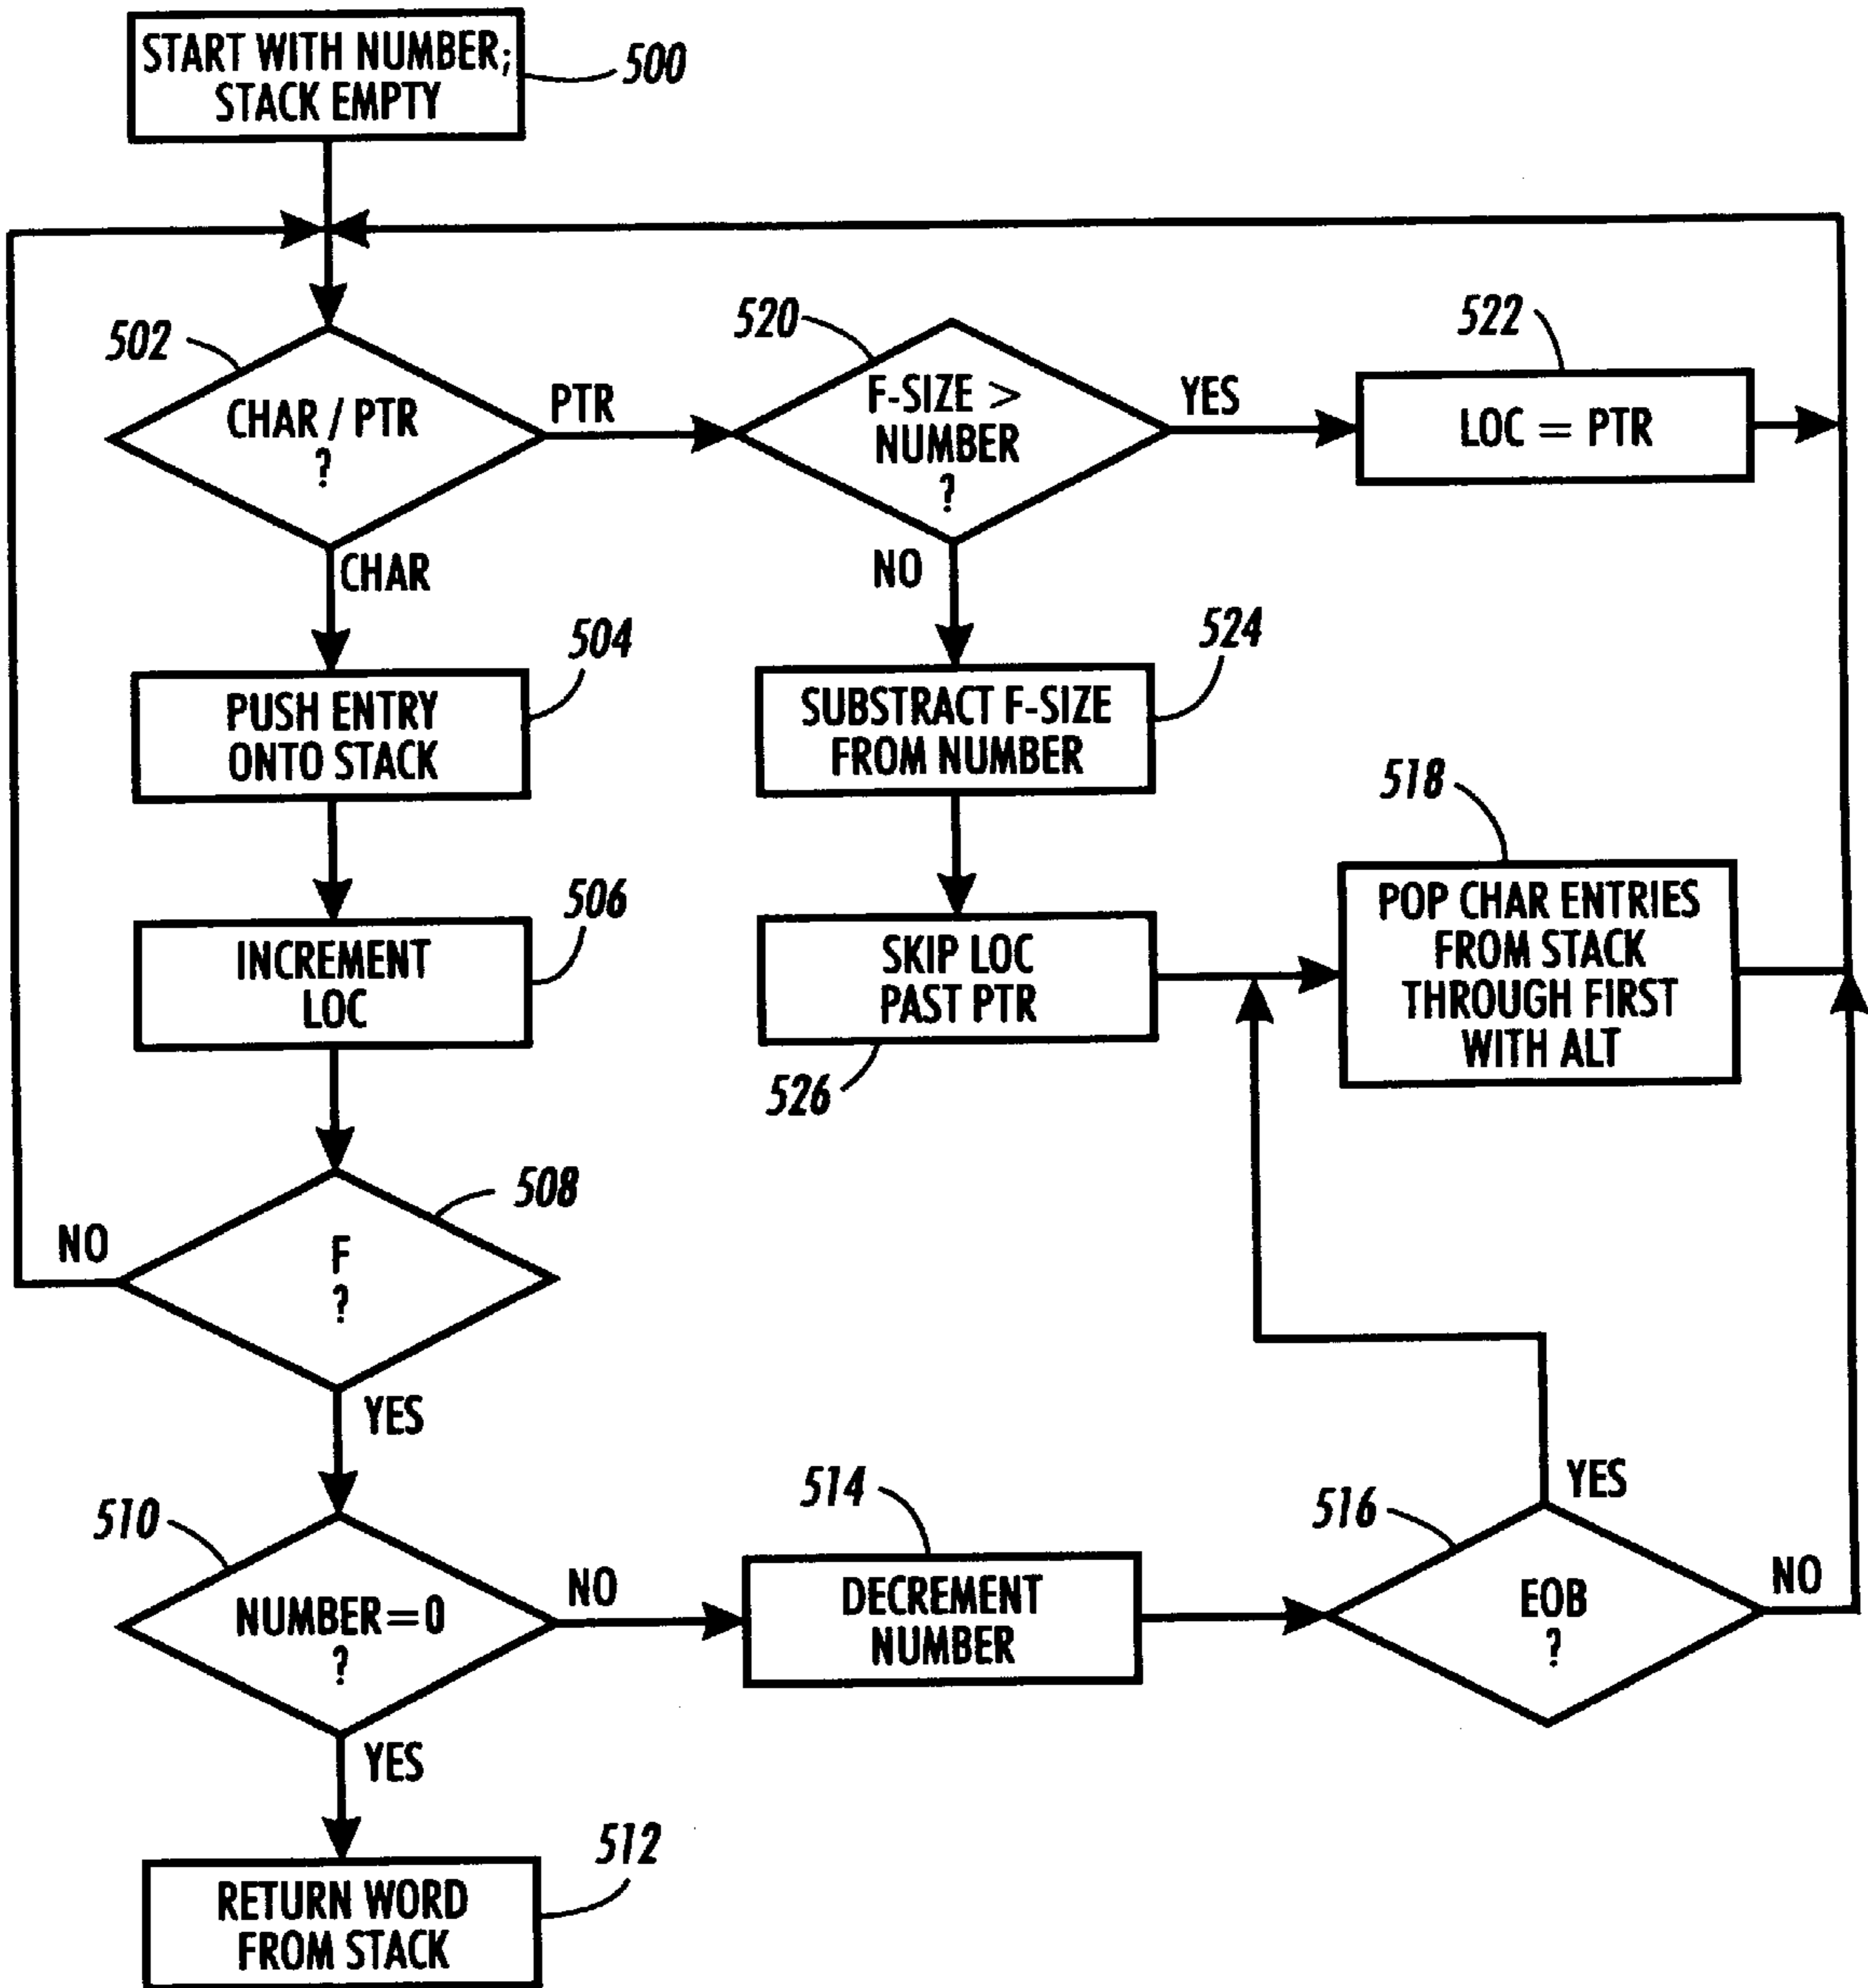 START WITH NUMBER;
STACK EMPTY
500
502
CHAR / PTR
?
PTR
CHAR
520
F-SIZE >
NUMBER
?
YES
NO
522
LOC = PTR
504
PUSH ENTRY
ONTO STACK
524
SUBSTRACT F-SIZE
FROM NUMBER
506
INCREMENT
LOC
SKIP LOC
PAST PTR
526
518
POP CHAR ENTRIES
FROM STACK
THROUGH FIRST
WITH ALT
508
F
?
NO
YES
510
NUMBER=0
?
NO
YES
514
DECREMENT
NUMBER
516
EOB
?
YES
NO
512
RETURN WORD
FROM STACK